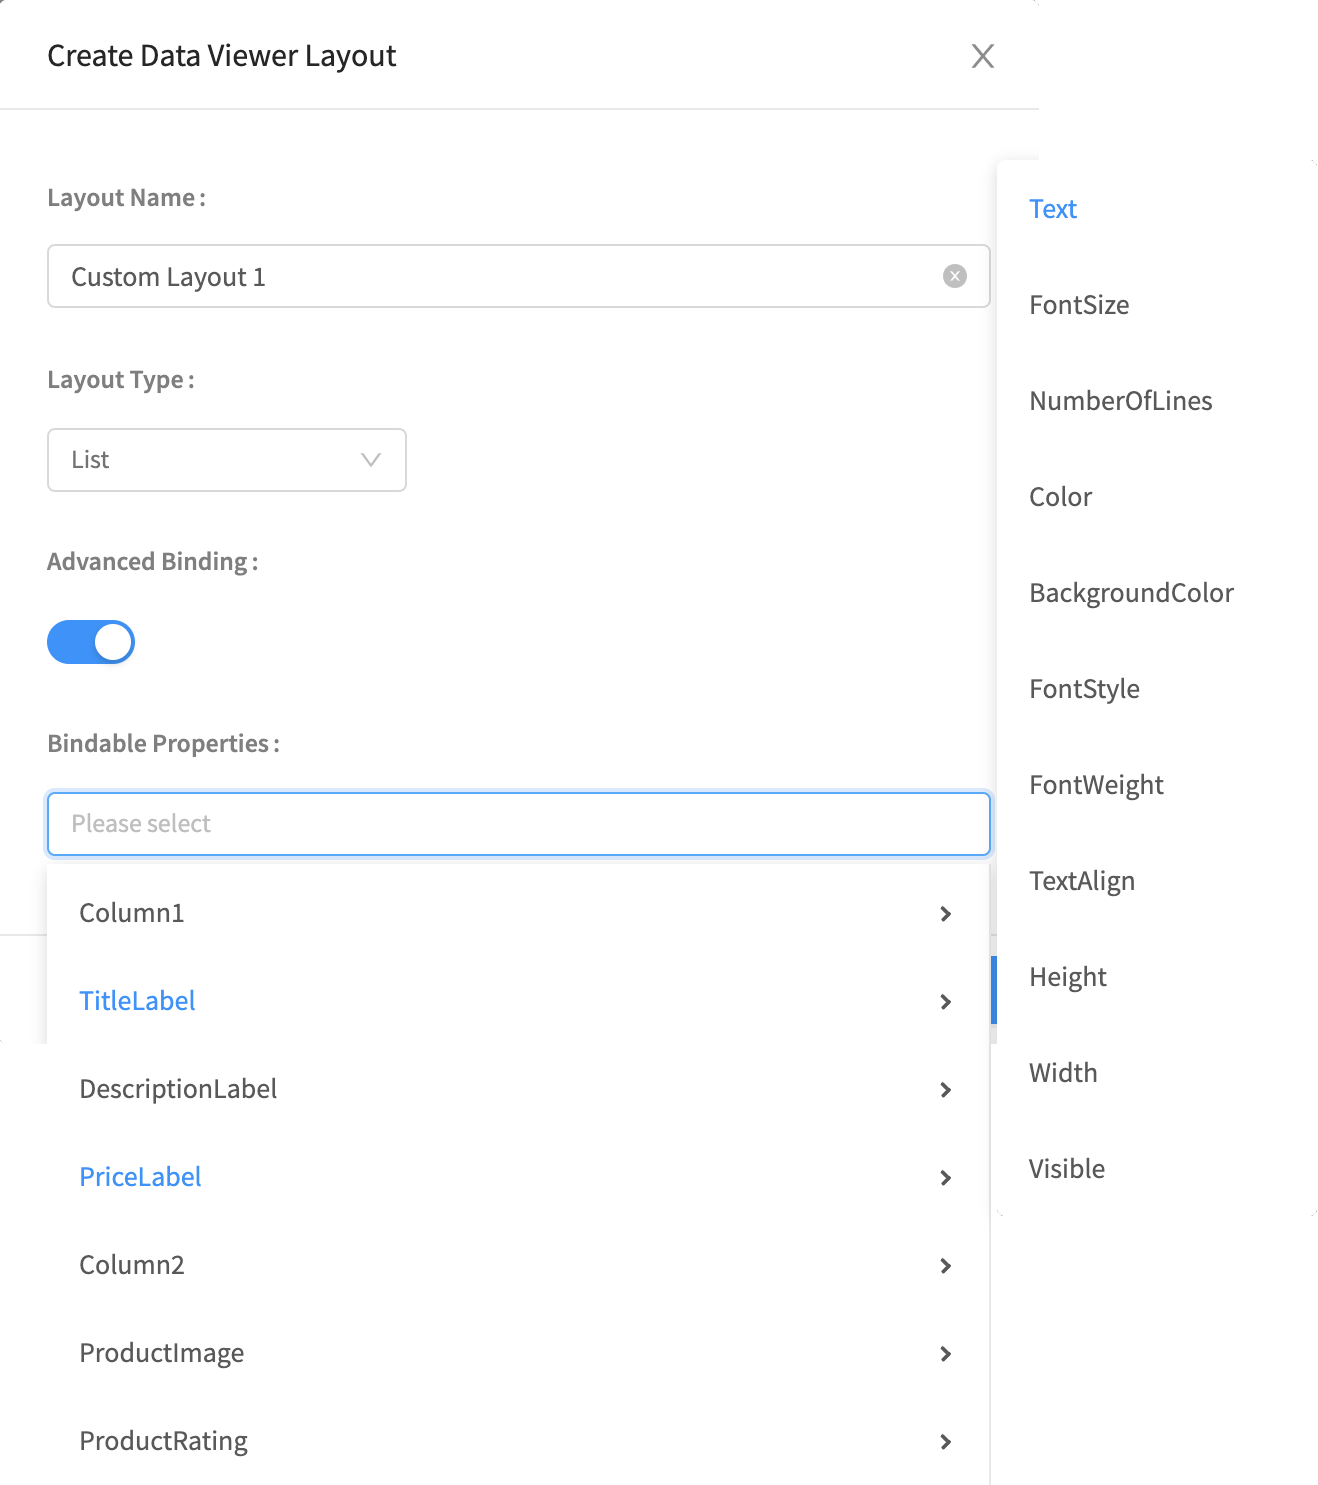 Create Data Viewer Layout
Layout Name :
Custom Layout 1
Layout Type :
List
Advanced Binding :
Bindable Properties :
Please select
Column1
TitleLabel
DescriptionLabel
PriceLabel
Column2
ProductImage
ProductRating
Text
FontSize
NumberOfLines
Color
BackgroundColor
FontStyle
FontWeight
TextAlign
Height
Width
Visible